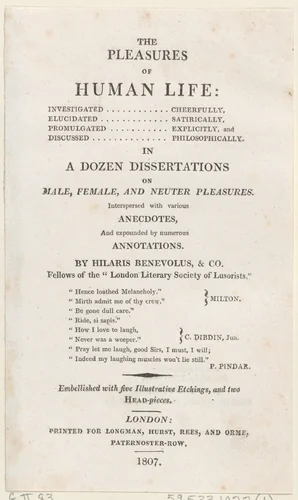 THE
PLEASURES
OF
HUMAN LIFE:
INVESTIGATED . . . . . . . . . . . . CHEERFULLY,
ELUCIDATED . . . . . . . . . . . . SATIRICALLY,
PROMULGATED . . . . . . . . . . . EXPLICITLY, and
DISCUSSED . . . . . . . . . . . . . . PHILOSOPHICALLY.
IN
A DOZEN DISSERTATIONS
ON
MALE, FEMALE, AND NEUTER PLEASURES.
Interspersed with various
ANECDOTES,
And expounded by numerous
ANNOTATIONS.
BY HILARIS BENEVOLUS, & CO.
Fellows of the "London Literary Society of Lusorists."
"Hence loathed Melancholy."
"Mirth admit me of thy crew." } MILTON.
"Be gone dull care."
"Ride, si sapis."
"How I love to laugh,
"Never was a weeper." } C. DIBDIN, Jun.
"Pray let me laugh, good Sirs, I must, I will;
"Indeed my laughing muscles won't lie still."
P. PINDAR.
Embellished with five Illustrative Etchings, and two
HEAD-pieces.
LONDON:
PRINTED FOR LONGMAN, HURST, REES, AND ORME,
PATERNOSTER-ROW.
1807.